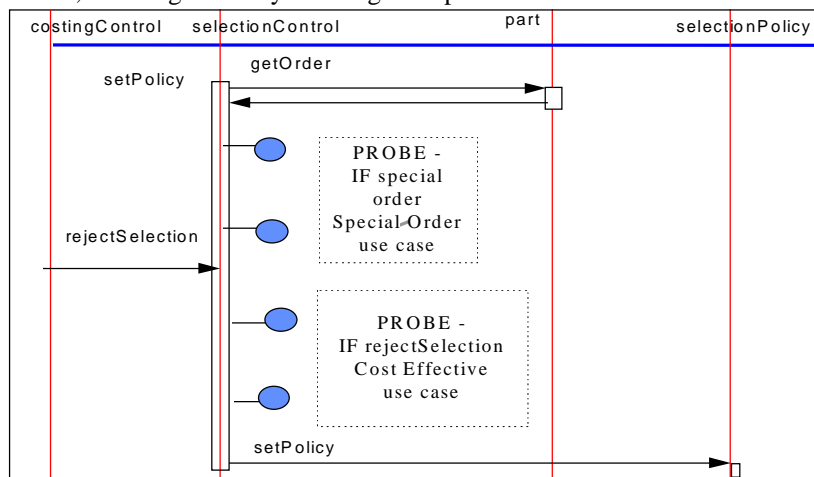 costingControl selectionControl part selectionPolicy
getOrder
setPolicy
PROBE -
IF special
order
Special-Order
use case
rejectSelection
PROBE -
IF rejectSelection
Cost Effective
use case
setPolicy